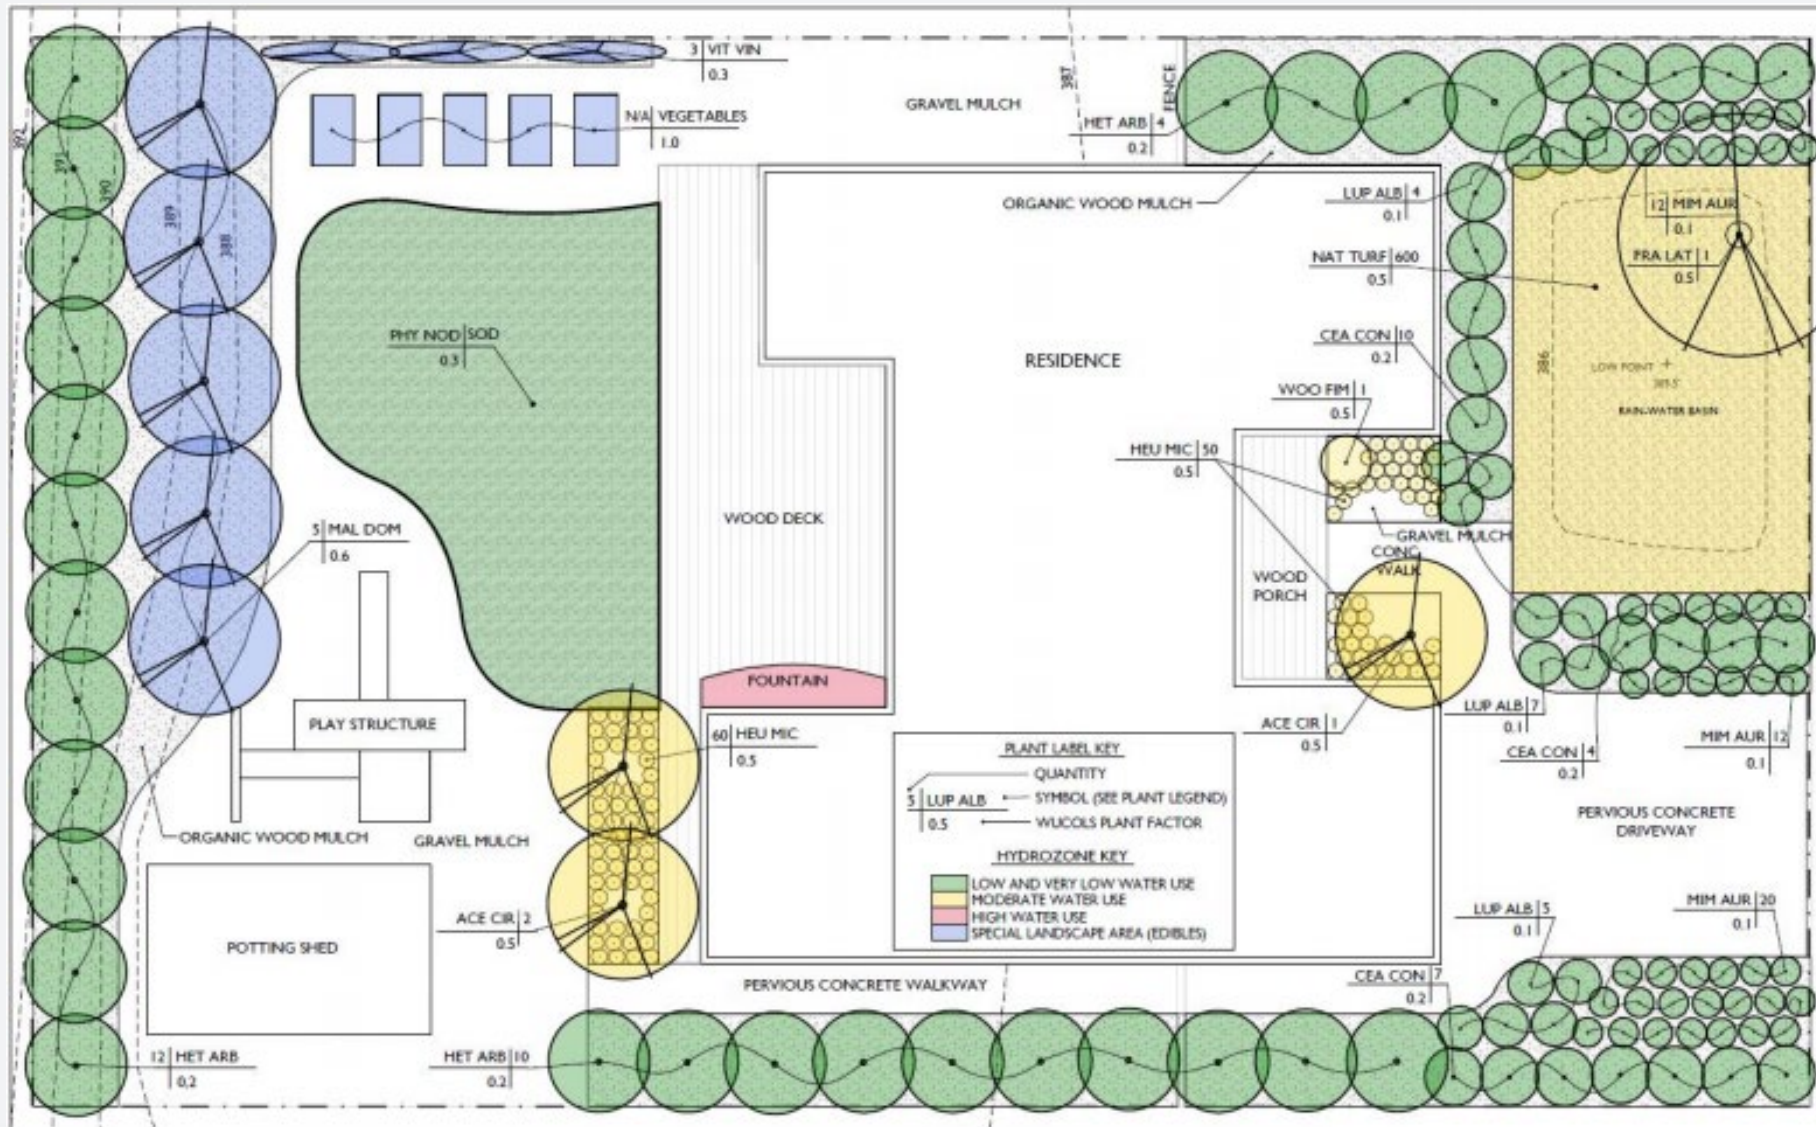 3 VIT VIN
0.3
N/A VEGETABLES
1.0
GRAVEL MULCH
387
FENCE
HET ARB 4
0.2
ORGANIC WOOD MULCH
LUP ALB 4
0.1
12 MIM AUR
0.1
NAT TURF 600
0.5
FRA LAT 1
0.5
392
391
390
389
388
PHY NOD SOD
0.3
RESIDENCE
CEA CON 10
0.2
386
LOW POINT
385.5'
RAIN-WATER BASIN
WOO FIM 1
0.5
HEU MIC 50
0.5
WOOD DECK
5 MAL DOM
0.6
GRAVEL MULCH
CONC
WALK
WOOD
PORCH
FOUNTAIN
PLAY STRUCTURE
60 HEU MIC
0.5
ACE CIR 1
0.5
LUP ALB 7
0.1
CEA CON 4
0.2
MIM AUR 12
0.1
PLANT LABEL KEY
QUANTITY
5 LUP ALB
0.5
SYMBOL (SEE PLANT LEGEND)
WUCOLS PLANT FACTOR
HYDROZONE KEY
LOW AND VERY LOW WATER USE
MODERATE WATER USE
HIGH WATER USE
SPECIAL LANDSCAPE AREA (EDIBLES)
ORGANIC WOOD MULCH
GRAVEL MULCH
PERVIOUS CONCRETE
DRIVEWAY
POTTING SHED
ACE CIR 2
0.5
LUP ALB 5
0.1
MIM AUR 20
0.1
PERVIOUS CONCRETE WALKWAY
CEA CON 7
0.2
12 HET ARB
0.2
HET ARB 10
0.2